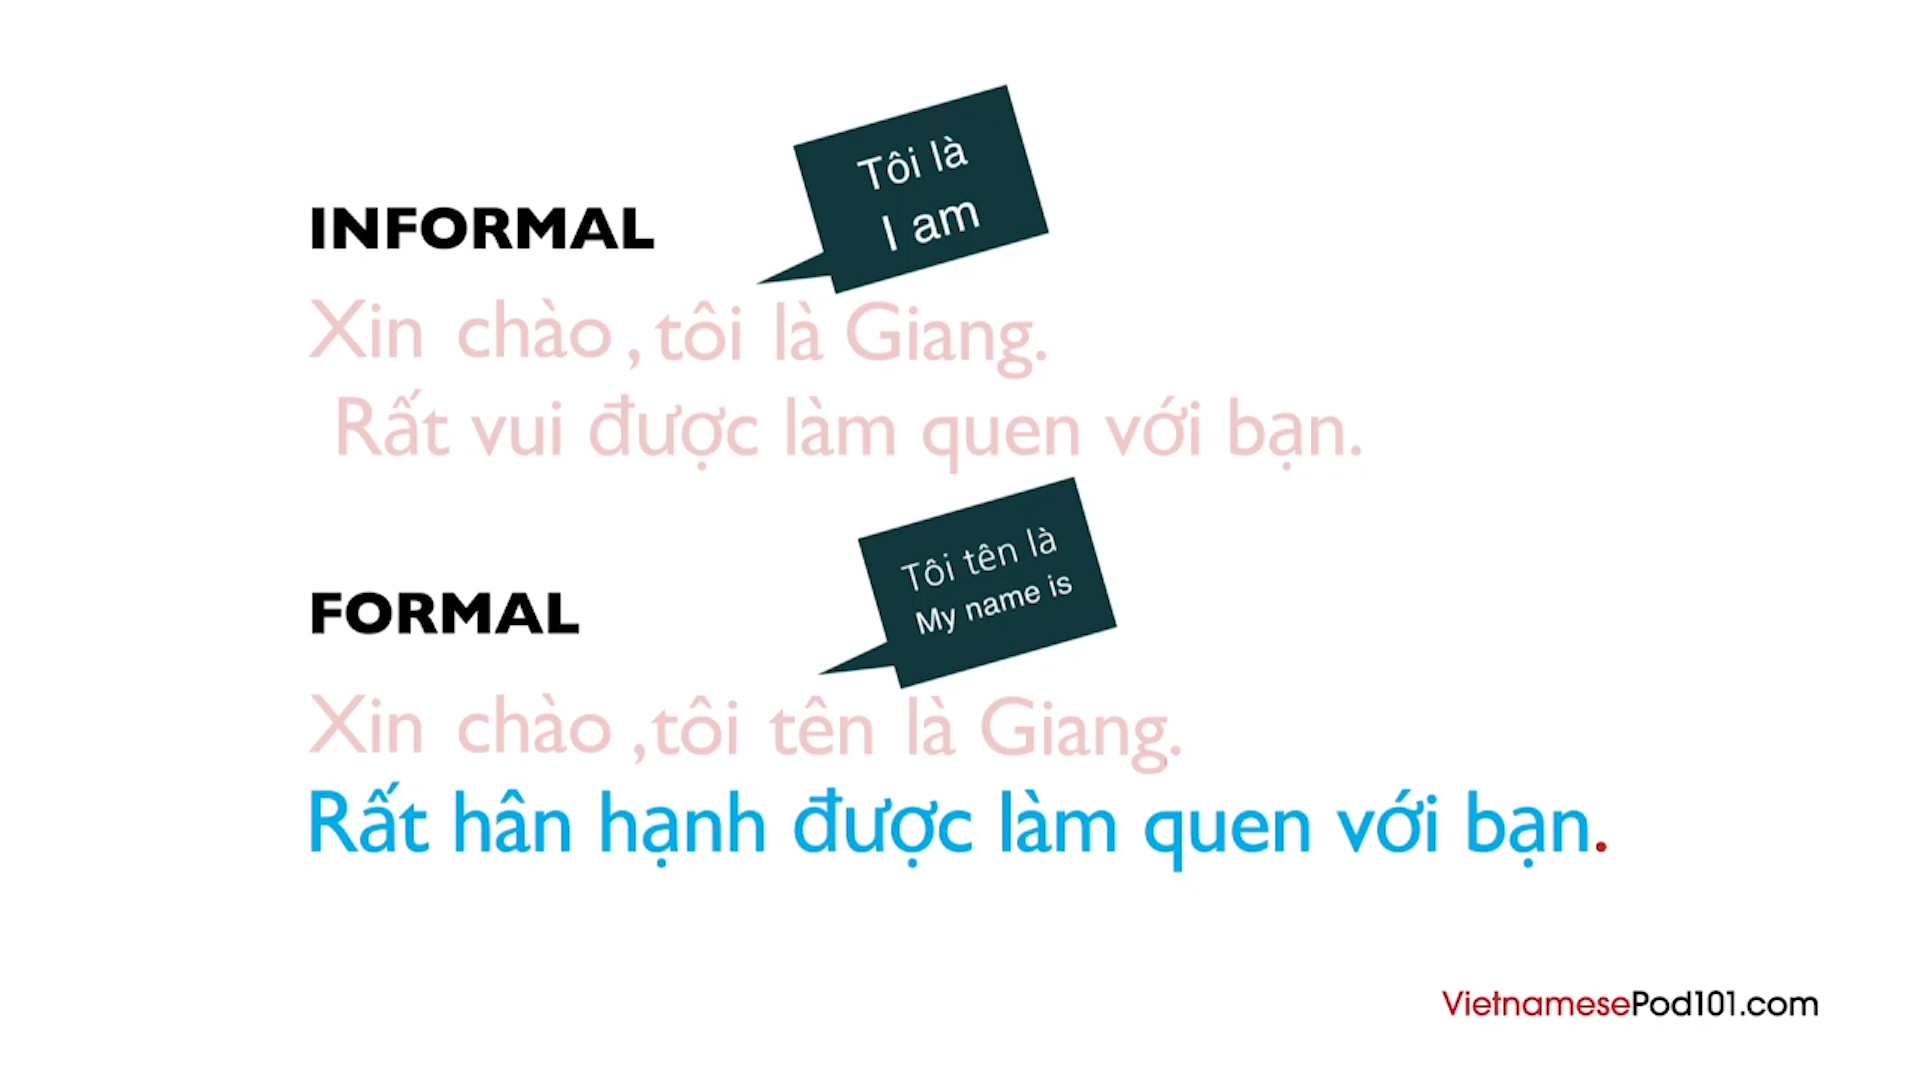 Tôi là
I am
INFORMAL
Xin chào, tôi là Giang.
Rất vui được làm quen với bạn.
Tôi tên là
My name is
FORMAL
Xin chào ,tôi tên là Giang.
Rất hân hạnh được làm quen với bạn.
VietnamesePod101.com